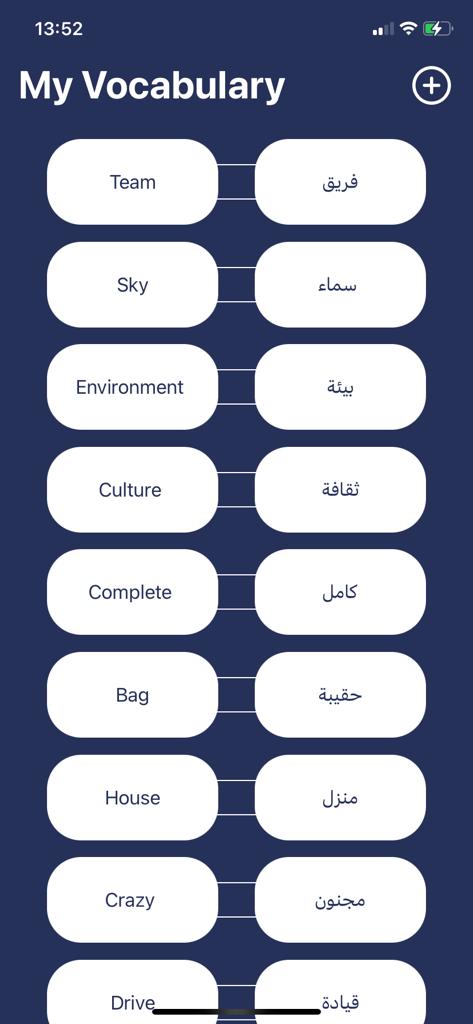 13:52
My Vocabulary
Team فريق
Sky سماء
Environment بيئة
Culture ثقافة
Complete كامل
Bag حقيبة
House منزل
Crazy مجنون
Drive قيادة